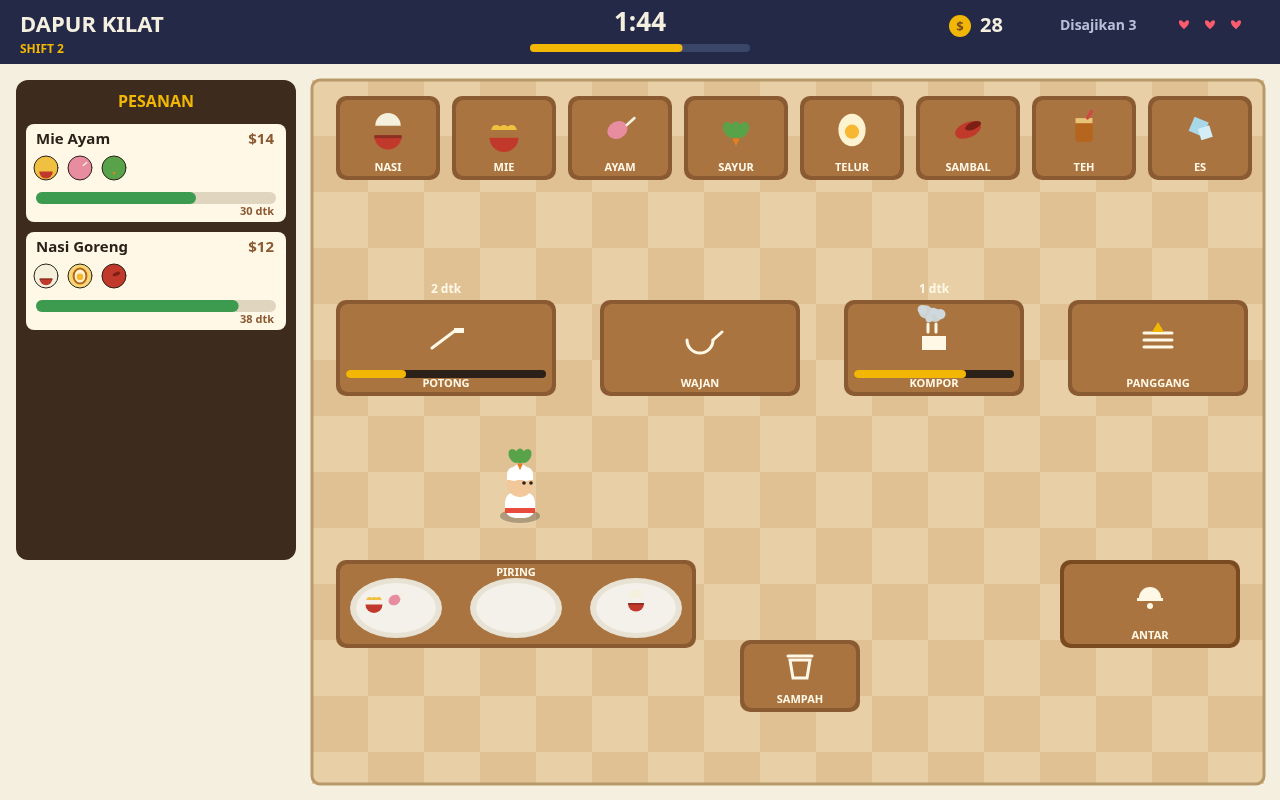 DAPUR KILAT
SHIFT 2
1:44
$ 28
Disajikan 3
PESANAN
Mie Ayam $14
30 dtk
Nasi Goreng $12
38 dtk
NASI
MIE
AYAM
SAYUR
TELUR
SAMBAL
TEH
ES
2 dtk
POTONG
WAJAN
1 dtk
KOMPOR
PANGGANG
PIRING
ANTAR
SAMPAH